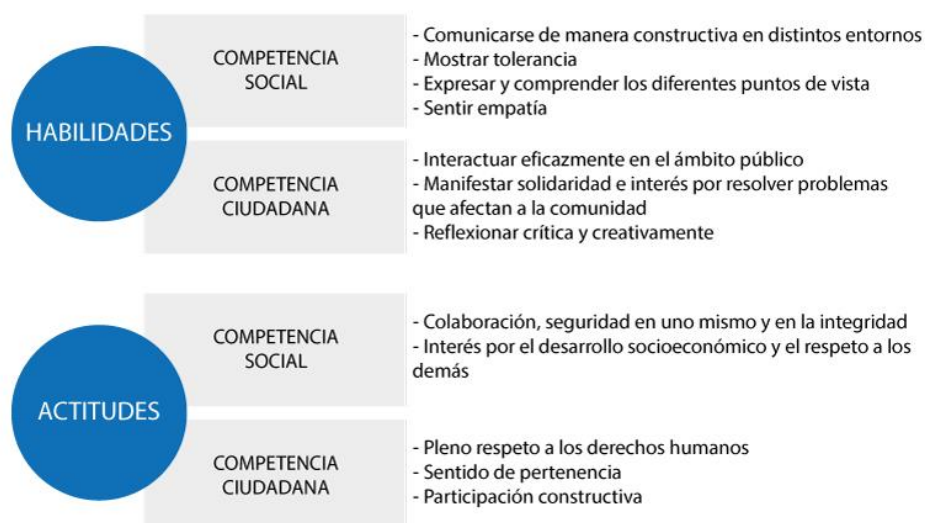 HABILIDADES
COMPETENCIA
SOCIAL
- Comunicarse de manera constructiva en distintos entornos
- Mostrar tolerancia
- Expresar y comprender los diferentes puntos de vista
- Sentir empatía
COMPETENCIA
CIUDADANA
- Interactuar eficazmente en el ámbito público
- Manifestar solidaridad e interés por resolver problemas
que afectan a la comunidad
- Reflexionar crítica y creativamente
ACTITUDES
COMPETENCIA
SOCIAL
- Colaboración, seguridad en uno mismo y en la integridad
- Interés por el desarrollo socioeconómico y el respeto a los
demás
COMPETENCIA
CIUDADANA
- Pleno respeto a los derechos humanos
- Sentido de pertenencia
- Participación constructiva